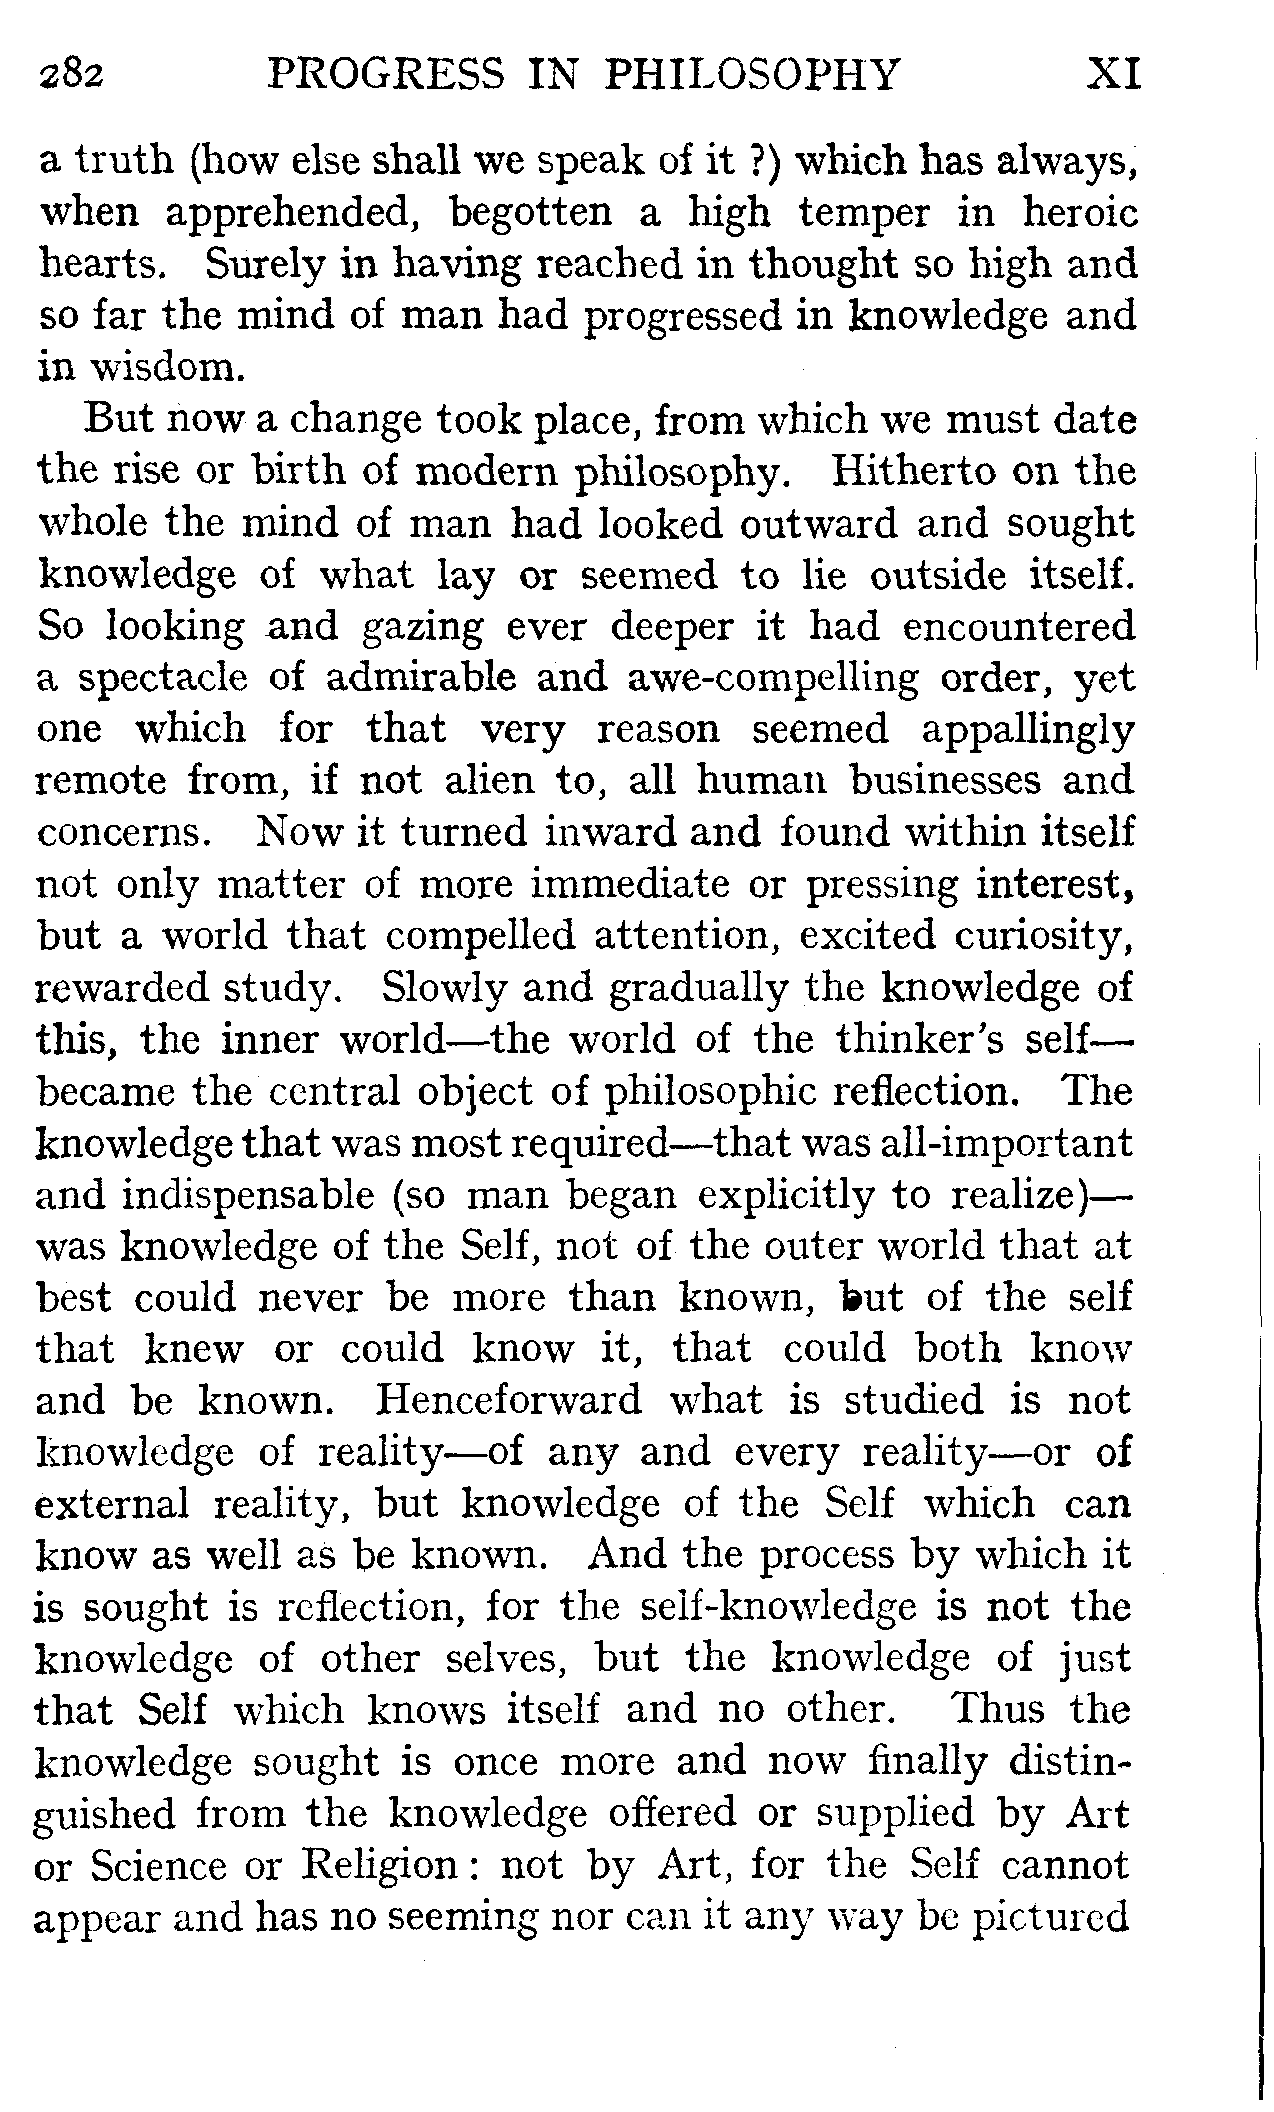 282 PROGRESS IN PHILOSOPHY XI
a truth (how else shall we speak of it ?) which has always,
when apprehended, begotten a high temper in heroic
hearts. Surely in having reached in thought so high and
so far the mind of man had progressed in knowledge and
in wisdom.
But now a change took place, from which we must date
the rise or birth of modern philosophy. Hitherto on the
whole the mind of man had looked outward and sought
knowledge of what lay or seemed to lie outside itself.
So looking and gazing ever deeper it had encountered
a spectacle of admirable and awe-compelling order, yet
one which for that very reason seemed appallingly
remote from, if not alien to, all human businesses and
concerns. Now it turned inward and found within itself
not only matter of more immediate or pressing interest,
but a world that compelled attention, excited curiosity,
rewarded study. Slowly and gradually the knowledge of
this, the inner world—the world of the thinker's self—
became the central object of philosophic reflection. The
knowledge that was most required—that was all-important
and indispensable (so man began explicitly to realize)—
was knowledge of the Self, not of the outer world that at
best could never be more than known, but of the self
that knew or could know it, that could both know
and be known. Henceforward what is studied is not
knowledge of reality—of any and every reality—or of
external reality, but knowledge of the Self which can
know as well as be known. And the process by which it
is sought is reflection, for the self-knowledge is not the
knowledge of other selves, but the knowledge of just
that Self which knows itself and no other. Thus the
knowledge sought is once more and now finally distin-
guished from the knowledge offered or supplied by Art
or Science or Religion : not by Art, for the Self cannot
appear and has no seeming nor can it any way be pictured